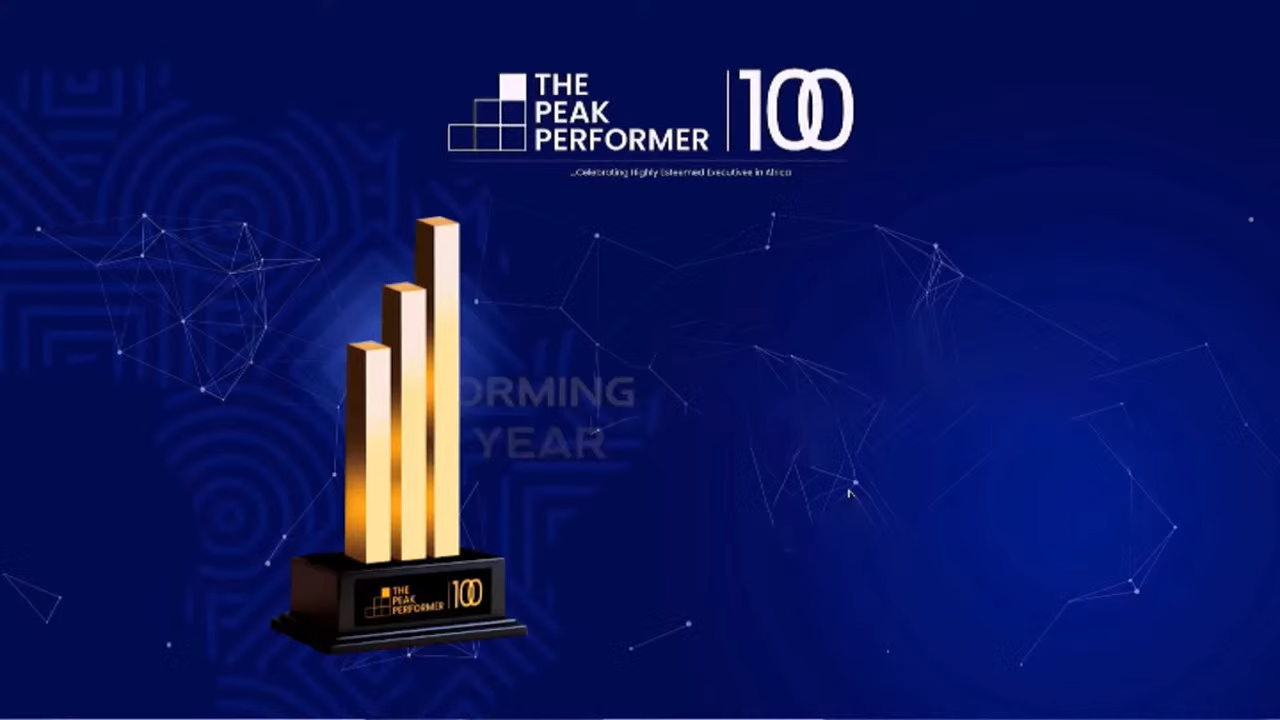 THE
PEAK
PERFORMER
100
...Celebrating Highly Esteemed Executives in Africa
ORMING
YEAR
THE
PEAK
PERFORMER
100